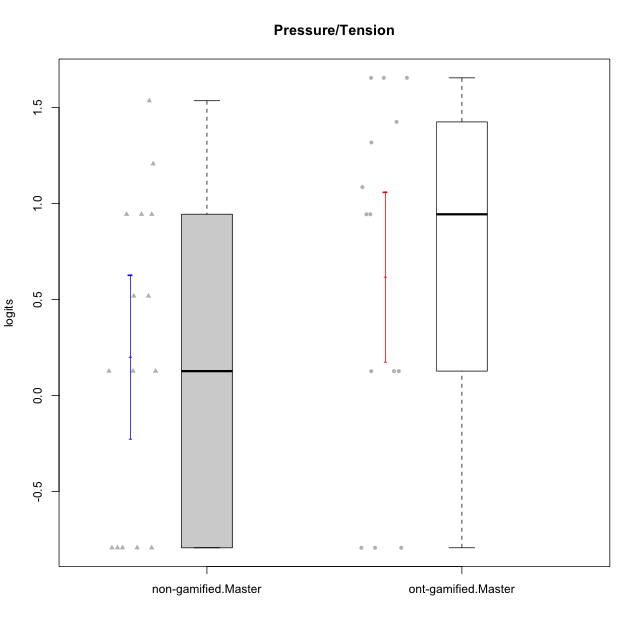 Pressure/Tension
logits
1.5
1.0
0.5
0.0
-0.5
non-gamified.Master
ont-gamified.Master